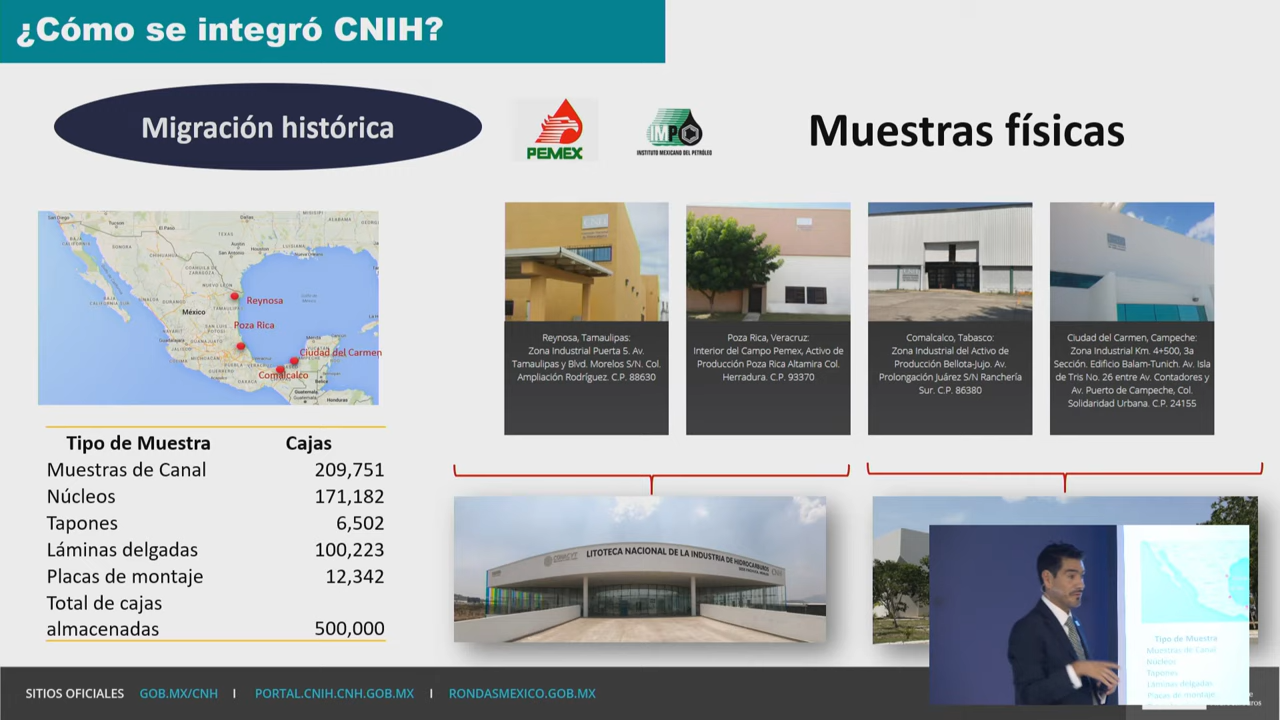 ¿Cómo se integró CNIH?
Migración histórica
PEMEX
IMP
INSTITUTO MEXICANO DEL PETRÓLEO
Muestras físicas
México
Reynosa
Poza Rica
Ciudad del Carmen
Comalcalco
Reynosa, Tamaulipas:
Zona Industrial Puerta 5. Av.
Tamaulipas y Blvd. Morelos S/N. Col.
Ampliación Rodríguez. C.P. 88630
Poza Rica, Veracruz:
Interior del Campo Pemex, Activo de
Producción Poza Rica Altamira Col.
Herradura. C.P. 93370
Comalcalco, Tabasco:
Zona Industrial del Activo de
Producción Bellota-Jujo. Av.
Prolongación Juárez S/N Ranchería
Sur. C.P. 86380
Ciudad del Carmen, Campeche:
Zona Industrial Km. 4+500, 3a
Sección. Edificio Balam-Tunich. Av. Isla
de Tris No. 26 entre Av. Contadores y
Av. Puerto de Campeche, Col.
Solidaridad Urbana. C.P. 24155
Tipo de Muestra Cajas
Muestras de Canal 209,751
Núcleos 171,182
Tapones 6,502
Láminas delgadas 100,223
Placas de montaje 12,342
Total de cajas
almacenadas 500,000
LITOTECA NACIONAL DE LA INDUSTRIA DE HIDROCARBUROS
Tipo de Muestra
Muestras de Canal
Núcleos
Tapones
Láminas delgadas
Placas de montaje
SITIOS OFICIALES GOB.MX/CNH I PORTAL.CNIH.CNH.GOB.MX I RONDASMEXICO.GOB.MX